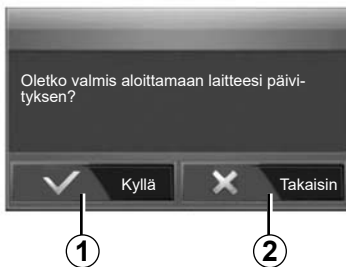 Oletko valmis aloittamaan laitteesi päivi-
tyksen?
Kyllä
Takaisin
1
2